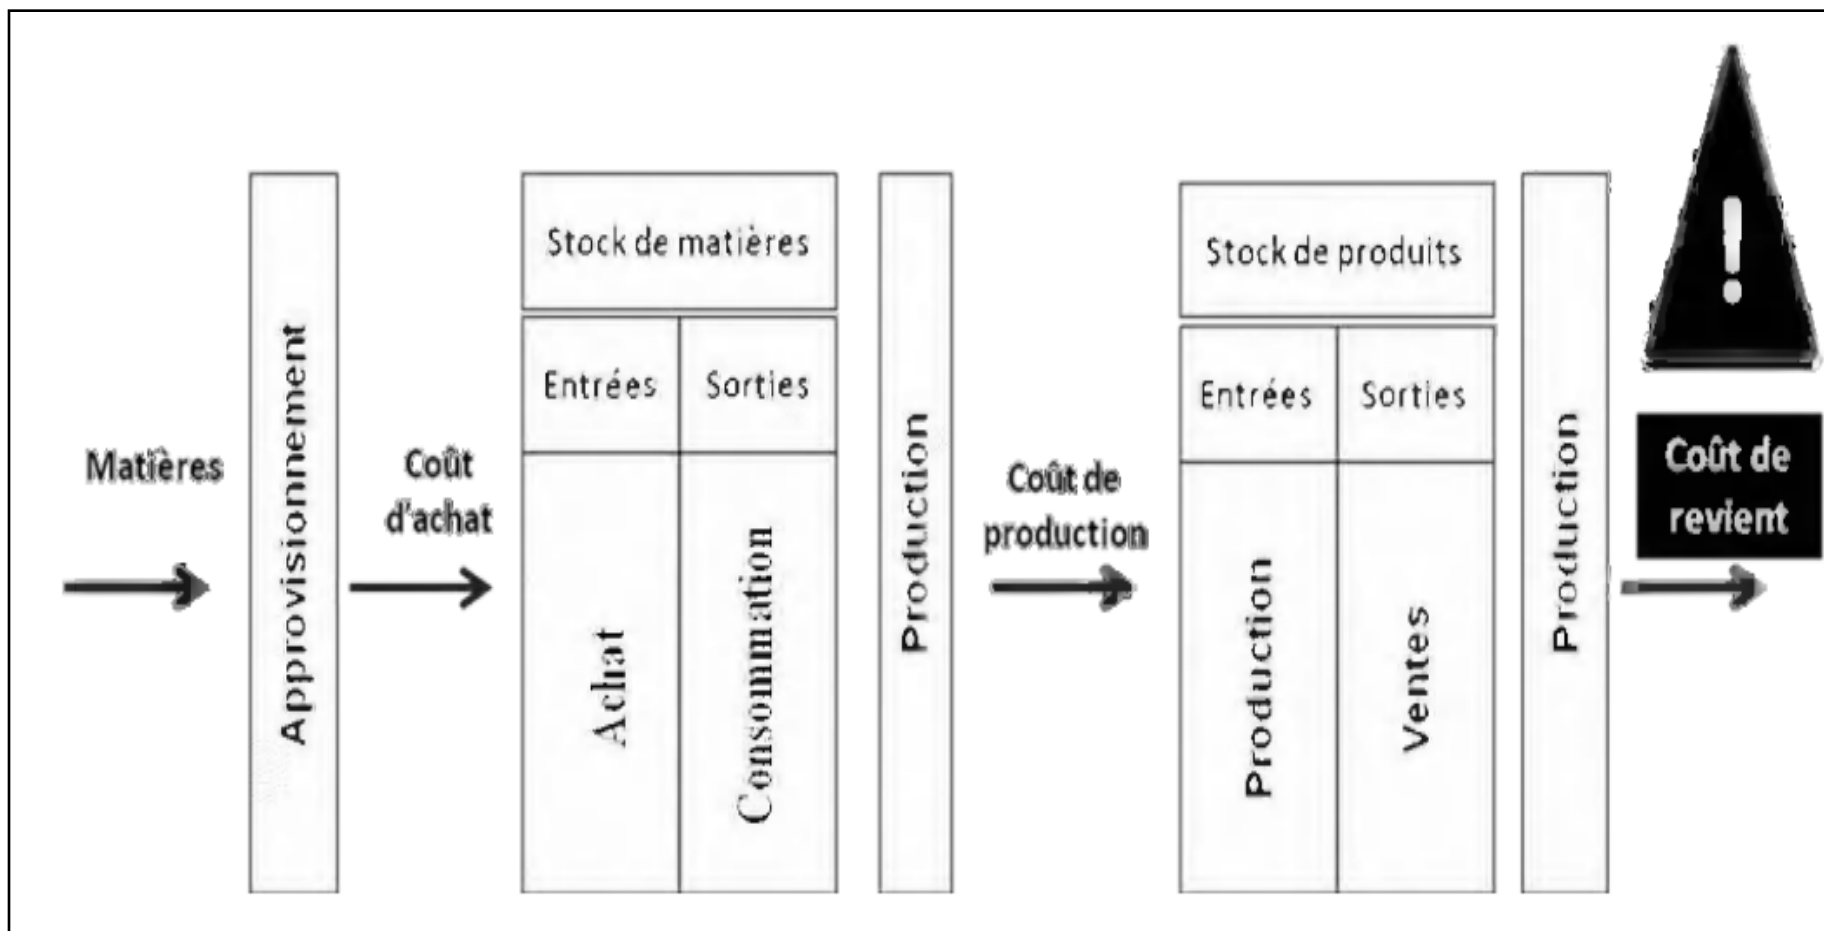 Matières
Approvisionnement
Coût
d'achat
Stock de matières
Entrées
Sorties
Achat
Consommation
Production
Coût de
production
Stock de produits
Entrées
Sorties
Production
Ventes
Production
!
Coût de
revient